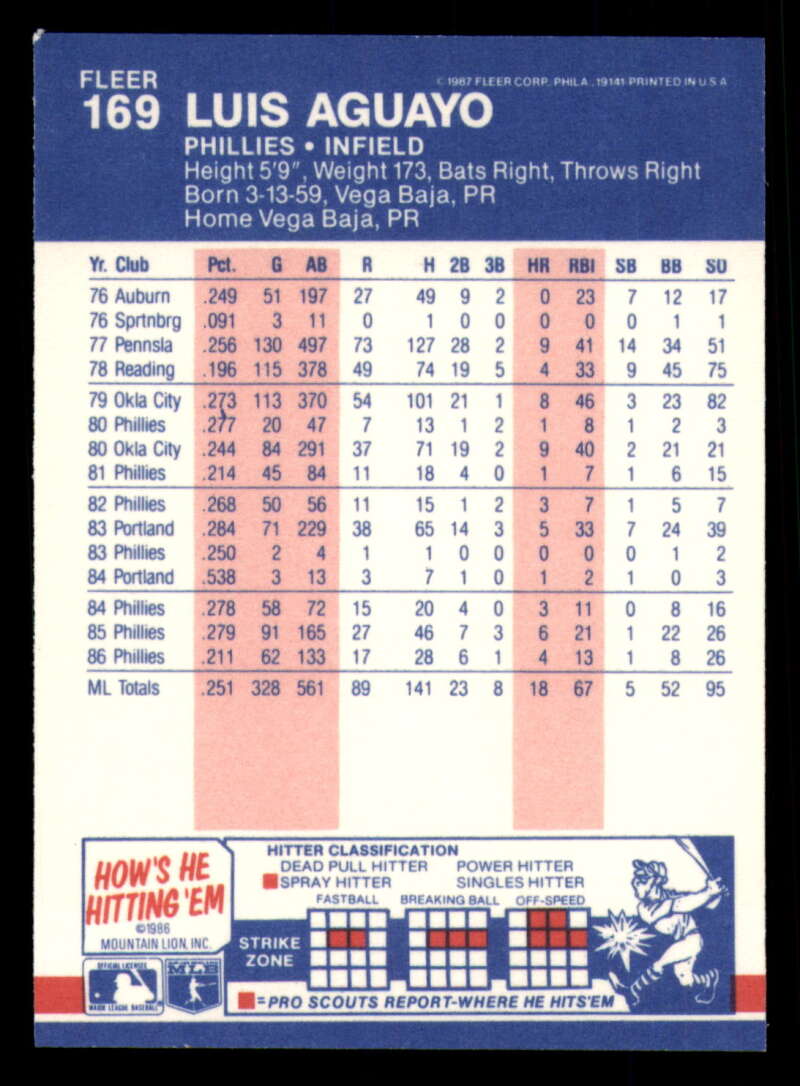 FLEER © 1987 FLEER CORP. PHILA., 19141-PRINTED IN U S A
169 LUIS AGUAYO
PHILLIES • INFIELD
Height 5'9", Weight 173, Bats Right, Throws Right
Born 3-13-59, Vega Baja, PR
Home Vega Baja, PR
Yr. Club Pct. G AB R H 2B 3B HR RBI SB BB SO
76 Auburn .249 51 197 27 49 9 2 0 23 7 12 17
76 Sprtnbrg .091 3 11 0 1 0 0 0 0 0 1 1
77 Pennsla .256 130 497 73 127 28 2 9 41 14 34 51
78 Reading .196 115 378 49 74 19 5 4 33 9 45 75
79 Okla City .273 113 370 54 101 21 1 8 46 3 23 82
80 Phillies .277 20 47 7 13 1 2 1 8 1 2 3
80 Okla City .244 84 291 37 71 19 2 9 40 2 21 21
81 Phillies .214 45 84 11 18 4 0 1 7 1 6 15
82 Phillies .268 50 56 11 15 1 2 3 7 1 5 7
83 Portland .284 71 229 38 65 14 3 5 33 7 24 39
83 Phillies .250 2 4 1 1 0 0 0 0 0 1 2
84 Portland .538 3 13 3 7 1 0 1 2 1 0 3
84 Phillies .278 58 72 15 20 4 0 3 11 0 8 16
85 Phillies .279 91 165 27 46 7 3 6 21 1 22 26
86 Phillies .211 62 133 17 28 6 1 4 13 1 8 26
ML Totals .251 328 561 89 141 23 8 18 67 5 52 95
HOW'S HE
HITTING 'EM
©1986
MOUNTAIN LION, INC.
HITTER CLASSIFICATION
DEAD PULL HITTER POWER HITTER
SPRAY HITTER SINGLES HITTER
FASTBALL BREAKING BALL OFF-SPEED
STRIKE
ZONE
=PRO SCOUTS REPORT-WHERE HE HITS'EM
OFFICIAL LICENSEE
MAJOR LEAGUE BASEBALL